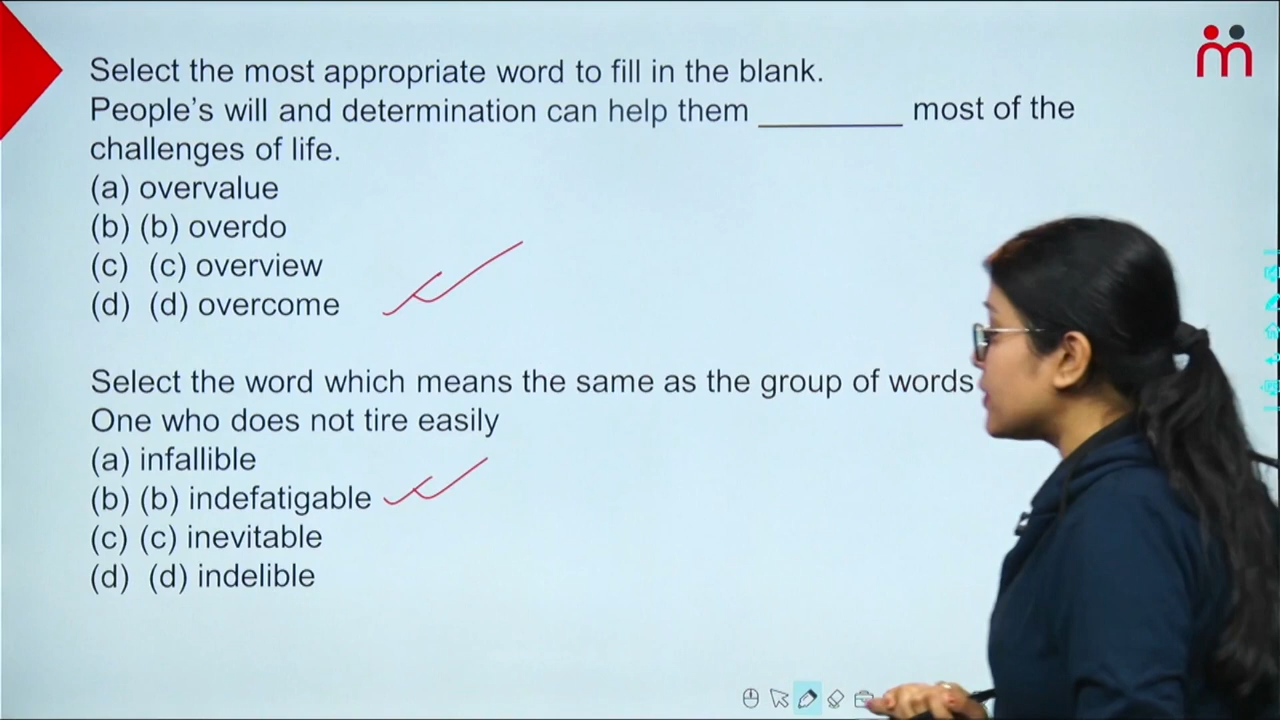 Select the most appropriate word to fill in the blank.
People's will and determination can help them _________ most of the
challenges of life.
(a) overvalue
(b) (b) overdo
(c) (c) overview
(d) (d) overcome
Select the word which means the same as the group of words
One who does not tire easily
(a) infallible
(b) (b) indefatigable
(c) (c) inevitable
(d) (d) indelible